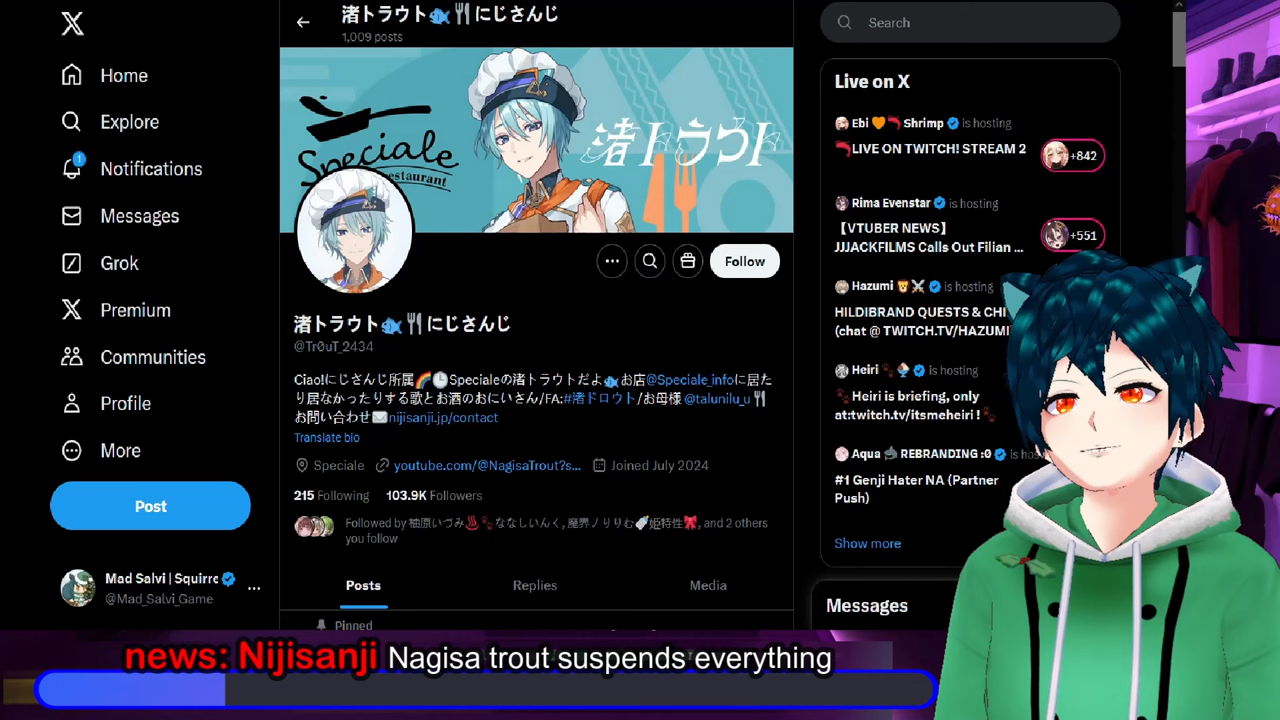 Home
Explore
1
Notifications
Messages
Grok
Premium
Communities
Profile
More
Post
Mad Salvi | Squirre
@Mad_Salvi_Game
渚トラウト🐟🍴にじさんじ
1,009 posts
Speciale
restaurant
渚トラウト
Follow
渚トラウト🐟🍴にじさんじ
@Tr0uT_2434
Ciao!にじさんじ所属🌈🕒Specialeの渚トラウトだよ🐟お店@Speciale_infoに居た
り居なかったりする歌とお酒のおにいさん/FA:#渚ドロウト/お母様 @talunilu_u🍴
お問い合わせ✉️nijisanji.jp/contact
Translate bio
Speciale youtube.com/@NagisaTrout?s... Joined July 2024
215 Following 103.9K Followers
Followed by 柚原いづみ♨️🐾ななしいんく, 魔界ノりりむ🍼姫特性🎀, and 2 others
you follow
Posts Replies Media
Pinned
Search
Live on X
Ebi 🧡🦐 Shrimp is hosting
🦐LIVE ON TWITCH! STREAM 2
+842
Rima Evenstar is hosting
【VTUBER NEWS】
JJJACKFILMS Calls Out Filian ...
+551
Hazumi 🦁⚔️ is hosting
HILDIBRAND QUESTS & CHI
(chat @ TWITCH.TV/HAZUMI
Heiri🐾🍨 is hosting
🐾Heiri is briefing, only
at:twitch.tv/itsmeheiri !🐾
Aqua 🦈 REBRANDING :0 is hos
#1 Genji Hater NA (Partner
Push)
Show more
Messages
news: Nijisanji Nagisa trout suspends everything